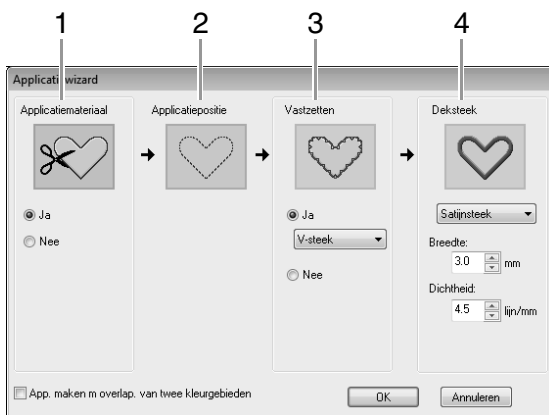 1 2 3 4
Applicatiewizard
Applicatiemateriaal Applicatiepositie Vastzetten Deksteek
Ja Ja Satijnsteek
Nee V-steek Breedte:
3.0 mm
Nee Dichtheid:
4.5 lijn/mm
App. maken m overlap. van twee kleurgebieden OK Annuleren